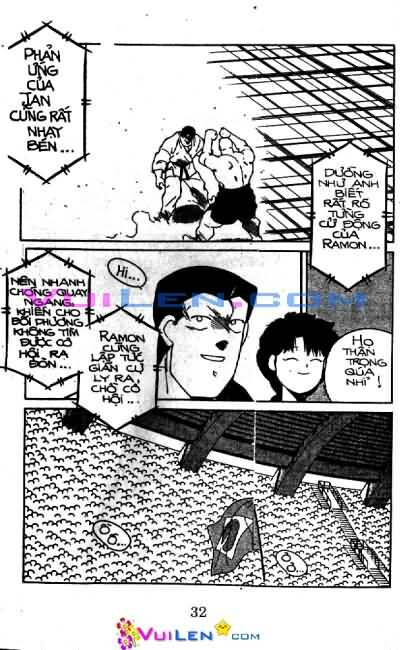 PHẢN
ỨNG
CỦA
TAN
CŨNG RẤT
NHẠY
BÉN...
DƯỜNG
NHƯ ANH
BIẾT
RẤT RÕ
TỪNG
CỬ ĐỘNG
CỦA
RAMON...
NÊN NHANH
CHÓNG QUAY
NGANG
KHIẾN CHO
ĐỐI PHƯƠNG
KHÔNG TÌM
ĐƯỢC CƠ
HỘI RA
ĐÒN...
HI...
RAMON
CŨNG
LẬP TỨC
GIÃN CỰ
LY RA,
CHỜ CƠ
HỘI...
HỌ
THẬN
TRỌNG
QÚA
NHỈ!
VUILEN.COM
32
VUILEN.COM